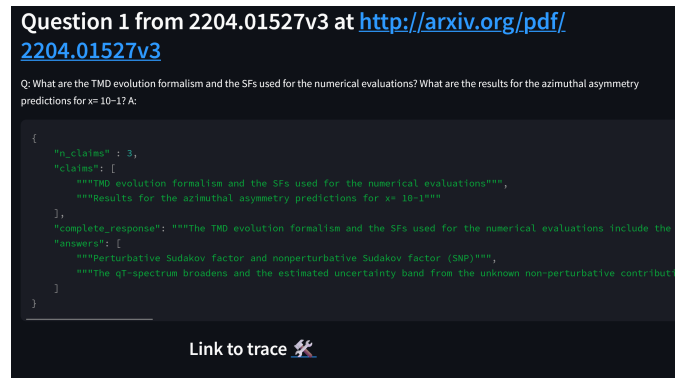 Question 1 from 2204.01527v3 at http://arxiv.org/pdf/
2204.01527v3
Q: What are the TMD evolution formalism and the SFs used for the numerical evaluations? What are the results for the azimuthal asymmetry
predictions for x= 10−1? A:
{
"n_claims" : 3,
"claims": [
"""TMD evolution formalism and the SFs used for the numerical evaluations""",
"""Results for the azimuthal asymmetry predictions for x= 10-1"""
],
"complete_response": """The TMD evolution formalism and the SFs used for the numerical evaluations include the
"answers": [
"""Perturbative Sudakov factor and nonperturbative Sudakov factor (SNP)""",
"""The qT-spectrum broadens and the estimated uncertainty band from the unknown non-perturbative contributi
]
}
Link to trace 🛠️